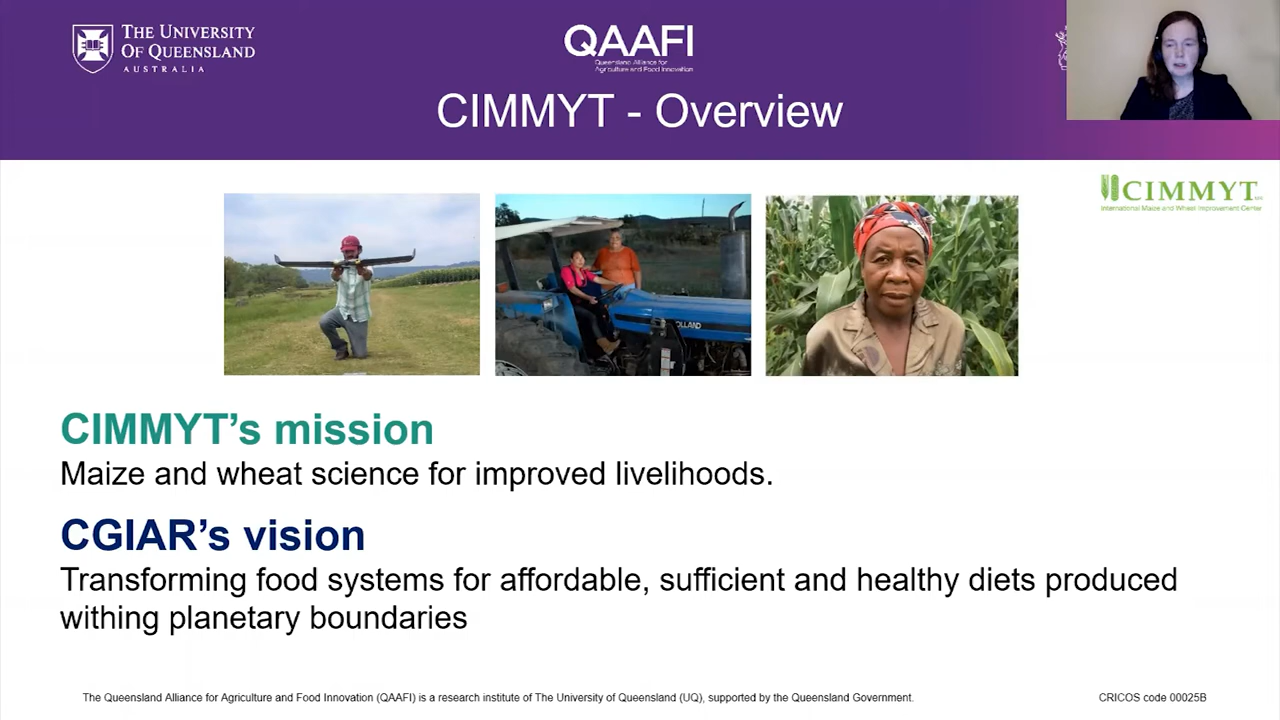 THE UNIVERSITY
OF QUEENSLAND
AUSTRALIA
QAAFI
Queensland Alliance for
Agriculture and Food Innovation
CIMMYT - Overview
CIMMYT
International Maize and Wheat Improvement Center
HOLLAND
CIMMYT’s mission
Maize and wheat science for improved livelihoods.
CGIAR’s vision
Transforming food systems for affordable, sufficient and healthy diets produced
withing planetary boundaries
The Queensland Alliance for Agriculture and Food Innovation (QAAFI) is a research institute of The University of Queensland (UQ), supported by the Queensland Government.
CRICOS code 00025B